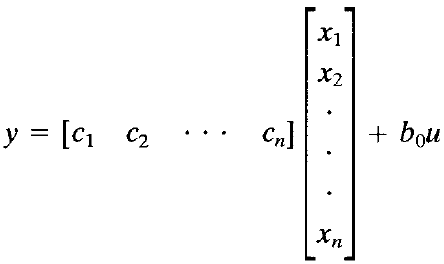 y = [c₁ c₂ · · · cₙ] [x₁ x₂ · · · xₙ] + b₀u